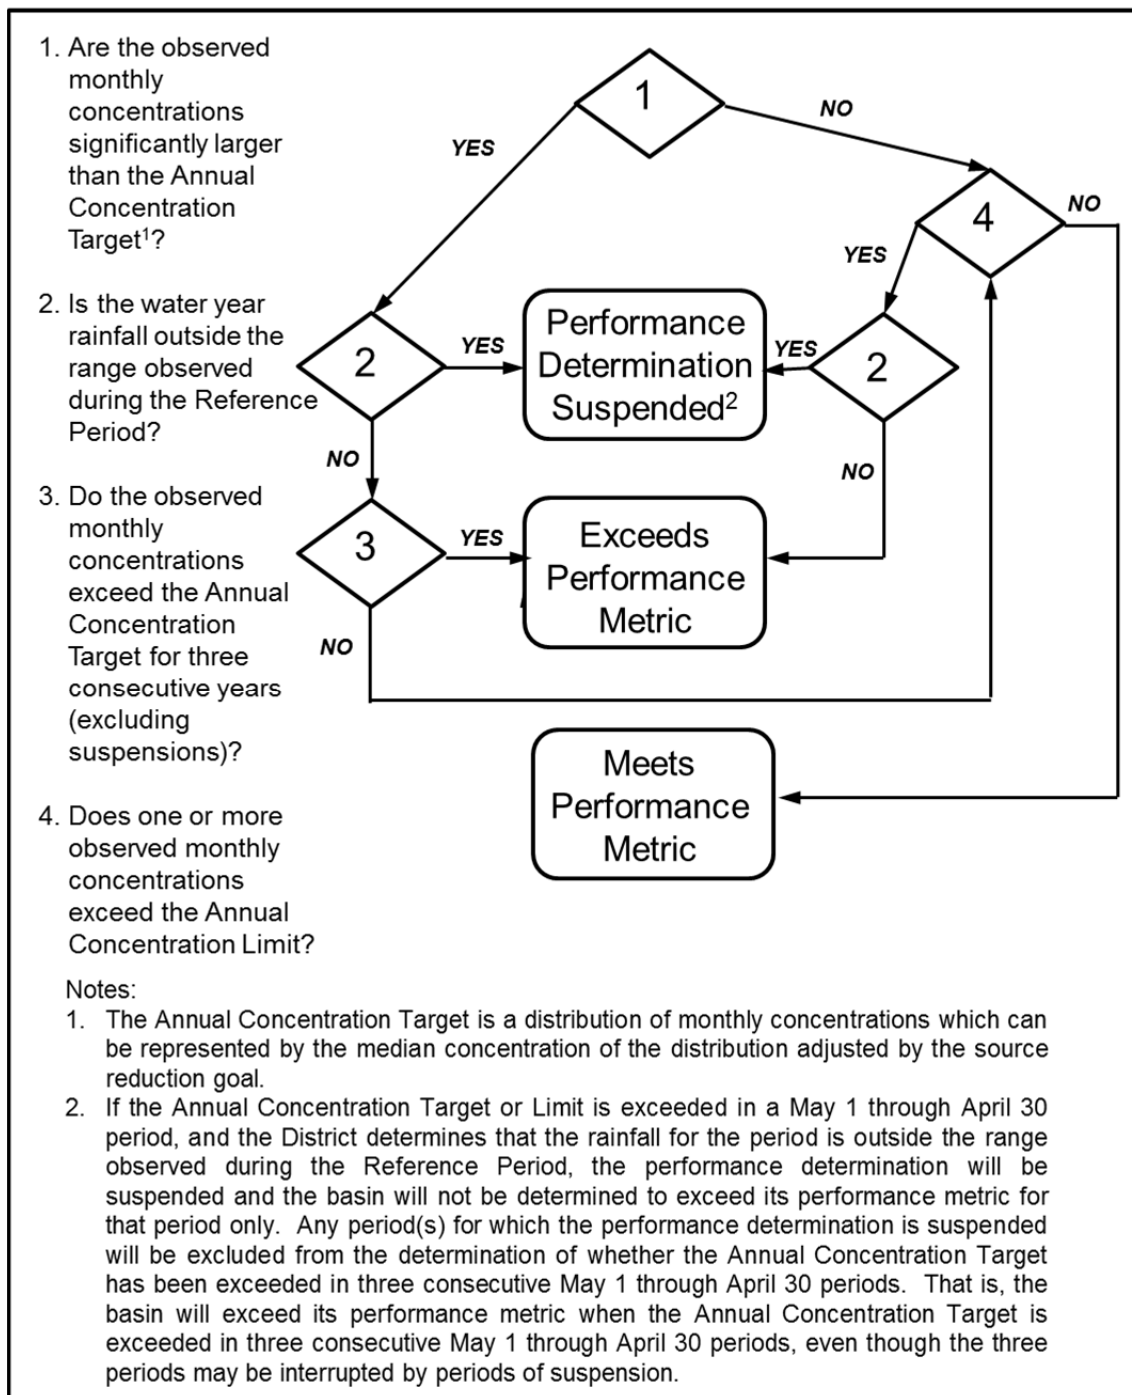 1. Are the observed
monthly
concentrations
significantly larger
than the Annual
Concentration
Target¹?
2. Is the water year
rainfall outside the
range observed
during the Reference
Period?
3. Do the observed
monthly
concentrations
exceed the Annual
Concentration
Target for three
consecutive years
(excluding
suspensions)?
4. Does one or more
observed monthly
concentrations
exceed the Annual
Concentration Limit?
1
YES
NO
4
NO
YES
2
YES
Performance
Determination
Suspended²
YES
2
NO
NO
3
YES
Exceeds
Performance
Metric
NO
Meets
Performance
Metric
Notes:
1. The Annual Concentration Target is a distribution of monthly concentrations which can
be represented by the median concentration of the distribution adjusted by the source
reduction goal.
2. If the Annual Concentration Target or Limit is exceeded in a May 1 through April 30
period, and the District determines that the rainfall for the period is outside the range
observed during the Reference Period, the performance determination will be
suspended and the basin will not be determined to exceed its performance metric for
that period only. Any period(s) for which the performance determination is suspended
will be excluded from the determination of whether the Annual Concentration Target
has been exceeded in three consecutive May 1 through April 30 periods. That is, the
basin will exceed its performance metric when the Annual Concentration Target is
exceeded in three consecutive May 1 through April 30 periods, even though the three
periods may be interrupted by periods of suspension.